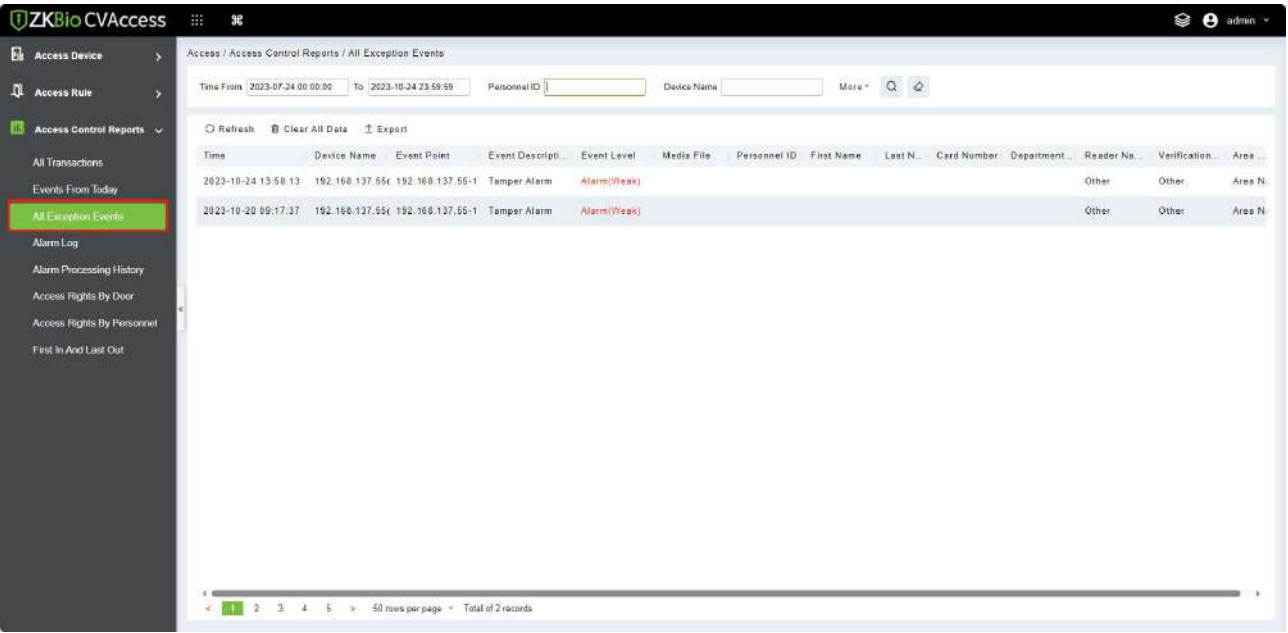 ZKBio CVAccess
admin
Access Device
Access / Access Control Reports / All Exception Events
Access Rule
Time From 2023-07-24 00:00:00 To 2023-10-24 23:59:59 Personnel ID Device Name More
Access Control Reports
Refresh Clear All Data Export
Time Device Name Event Point Event Descripti... Event Level Media File Personnel ID First Name Last N... Card Number Department... Reader Na... Verification... Area ...
All Transactions
2023-10-24 13:58:13 192.168.137.55( 192.168.137.55-1 Tamper Alarm Alarm(Weak) Other Other Area N
Events From Today
2023-10-20 09:17:37 192.168.137.55( 192.168.137.55-1 Tamper Alarm Alarm(Weak) Other Other Area N
All Exception Events
Alarm Log
Alarm Processing History
Access Rights By Door
Access Rights By Personnel
First In And Last Out
< 1 2 3 4 5 > 50 rows per page Total of 2 records